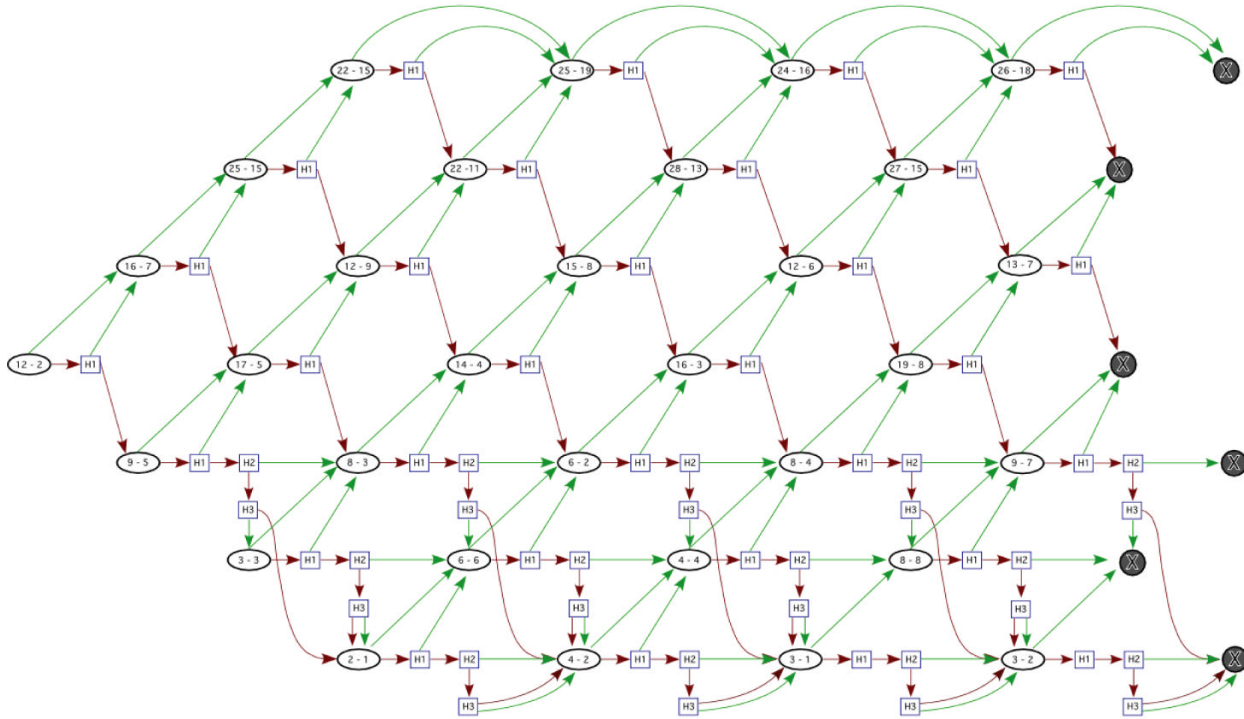 22 - 15 H1 25 - 19 H1 24 - 16 H1 26 - 18 H1 X
25 - 15 H1 22 -11 H1 28 - 13 H1 27 - 15 H1 X
16 - 7 H1 12 - 9 H1 15 - 8 H1 12 - 6 H1 13 - 7 H1
12 - 2 H1 17 - 5 H1 14 - 4 H1 16 - 3 H1 19 - 8 H1 X
9 - 5 H1 H2 8 - 3 H1 H2 6 - 2 H1 H2 8 - 4 H1 H2 9 - 7 H1 H2 X
H3 H3 H3 H3 H3
3 - 3 H1 H2 6 - 6 H1 H2 4 - 4 H1 H2 8 - 8 H1 H2 X
H3 H3 H3 H3
2 - 1 H1 H2 4 - 2 H1 H2 3 - 1 H1 H2 3 - 2 H1 H2 X
H3 H3 H3 H3